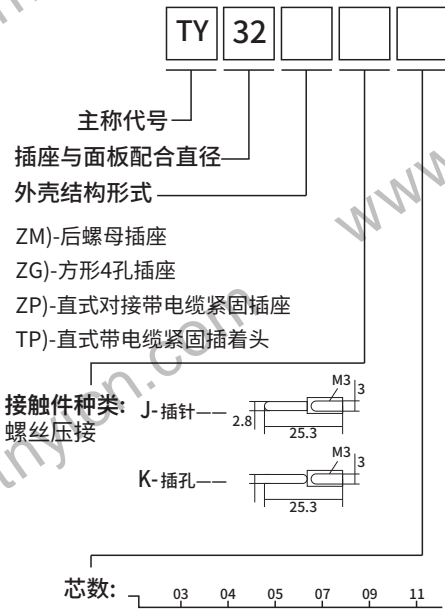 TY 32
主称代号
插座与面板配合直径
外壳结构形式
ZM)-后螺母插座
ZG)-方形4孔插座
ZP)-直式对接带电缆紧固插座
TP)-直式带电缆紧固插着头
接触件种类:
螺丝压接
J-插针—— 2.8 25.3 M3 3
K-插孔—— 25.3 M3 3
芯数: 03 04 05 07 09 11
www
tnylon.com